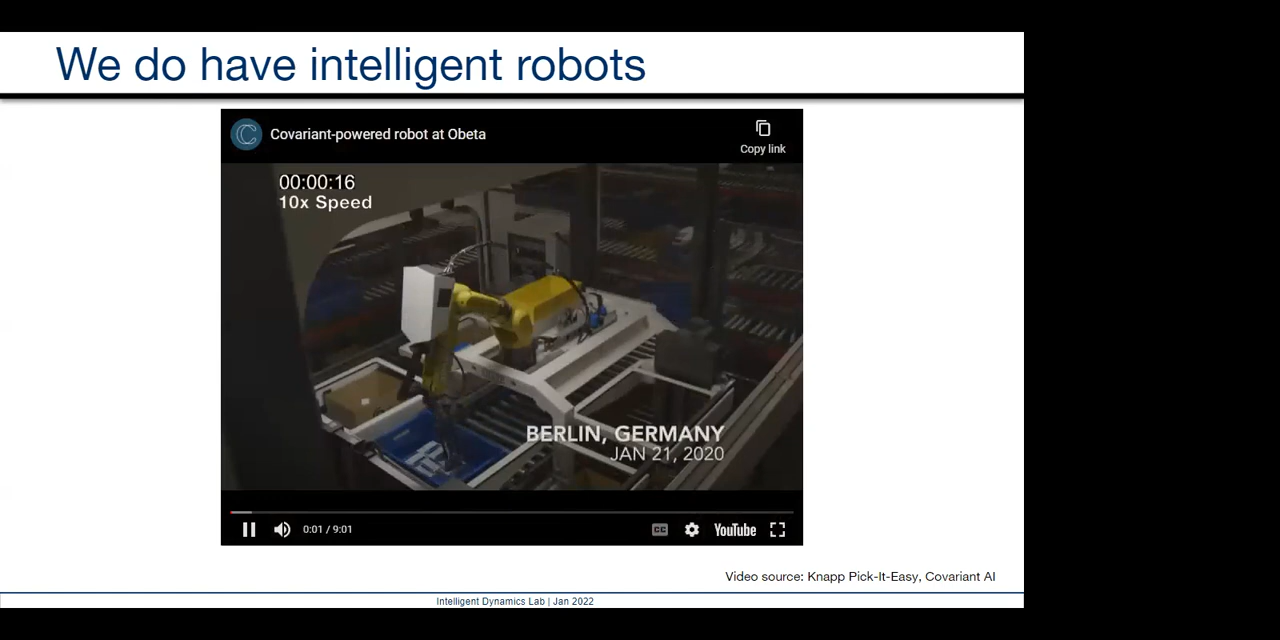 We do have intelligent robots
Covariant-powered robot at Obeta
Copy link
00:00:16
10x Speed
BERLIN, GERMANY
JAN 21, 2020
0:01 / 9:01
CC
YouTube
Video source: Knapp Pick-It-Easy, Covariant AI
Intelligent Dynamics Lab | Jan 2022